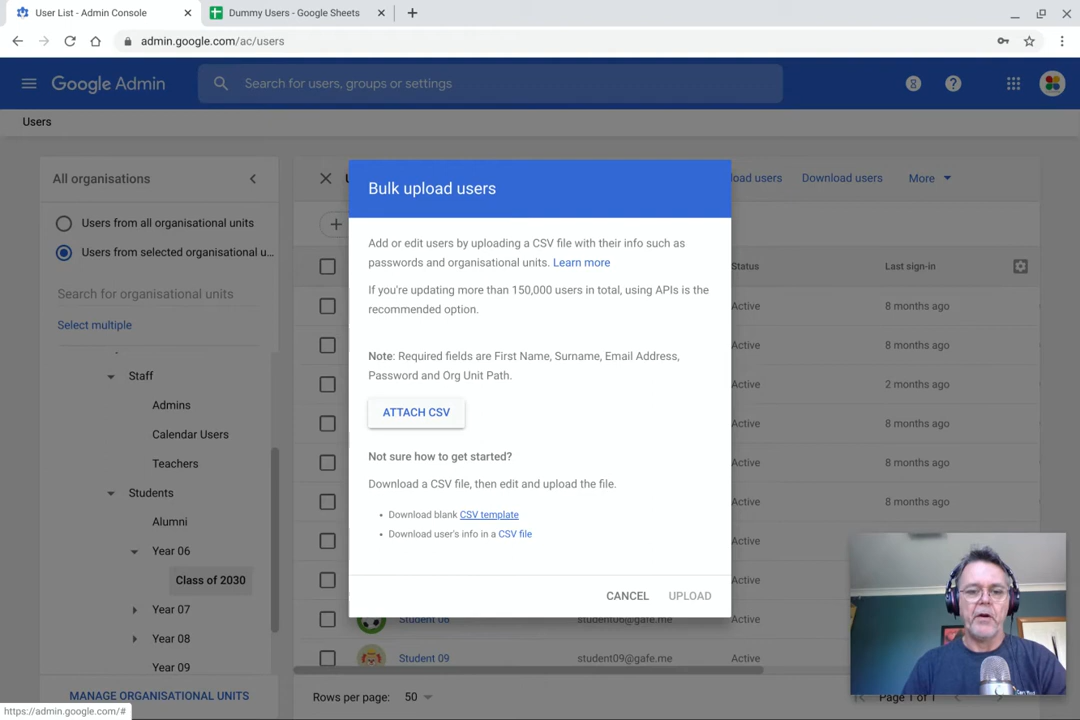 User List - Admin Console
Dummy Users - Google Sheets
admin.google.com/ac/users
Google Admin
Search for users, groups or settings
Users
All organisations
Users from all organisational units
Users from selected organisational u...
Search for organisational units
Select multiple
Staff
Admins
Calendar Users
Teachers
Students
Alumni
Year 06
Class of 2030
Year 07
Year 08
Year 09
MANAGE ORGANISATIONAL UNITS
https://admin.google.com/#
load users
Download users
More
Status
Last sign-in
Active
8 months ago
Active
8 months ago
Active
2 months ago
Active
8 months ago
Active
8 months ago
Active
8 months ago
Active
Active
Active
student09@gafe.me
Student 09
Active
Rows per page: 50
Page 1 of 1
Bulk upload users
Add or edit users by uploading a CSV file with their info such as
passwords and organisational units. Learn more
If you're updating more than 150,000 users in total, using APIs is the
recommended option.
Note: Required fields are First Name, Surname, Email Address,
Password and Org Unit Path.
ATTACH CSV
Not sure how to get started?
Download a CSV file, then edit and upload the file.
• Download blank CSV template
• Download user's info in a CSV file
CANCEL
UPLOAD